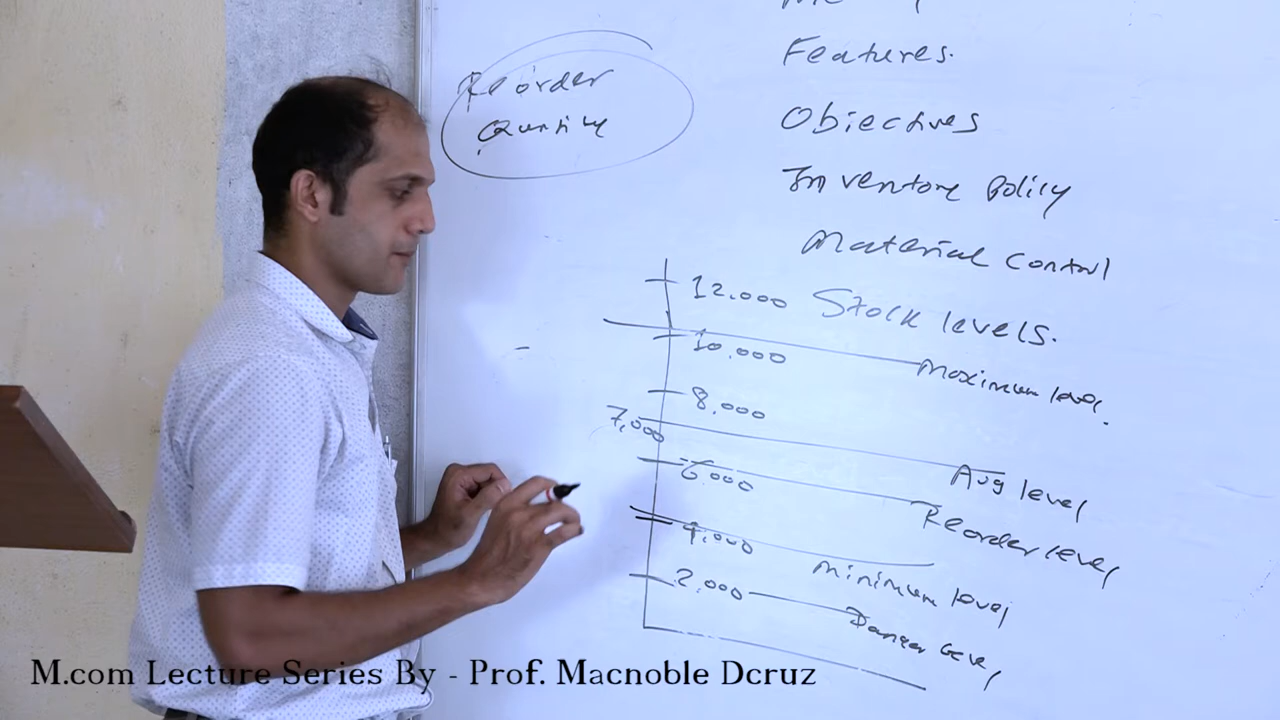 Features.
Reorder
Quantity
Objectives
Inventory Policy
Material Control
12,000 Stock levels.
10,000 Maximum level
8,000
7,000 Avg level
6,000 Reorder level
4,000 Minimum level
2,000 Danger level
M.com Lecture Series By - Prof. Macnoble Dcruz